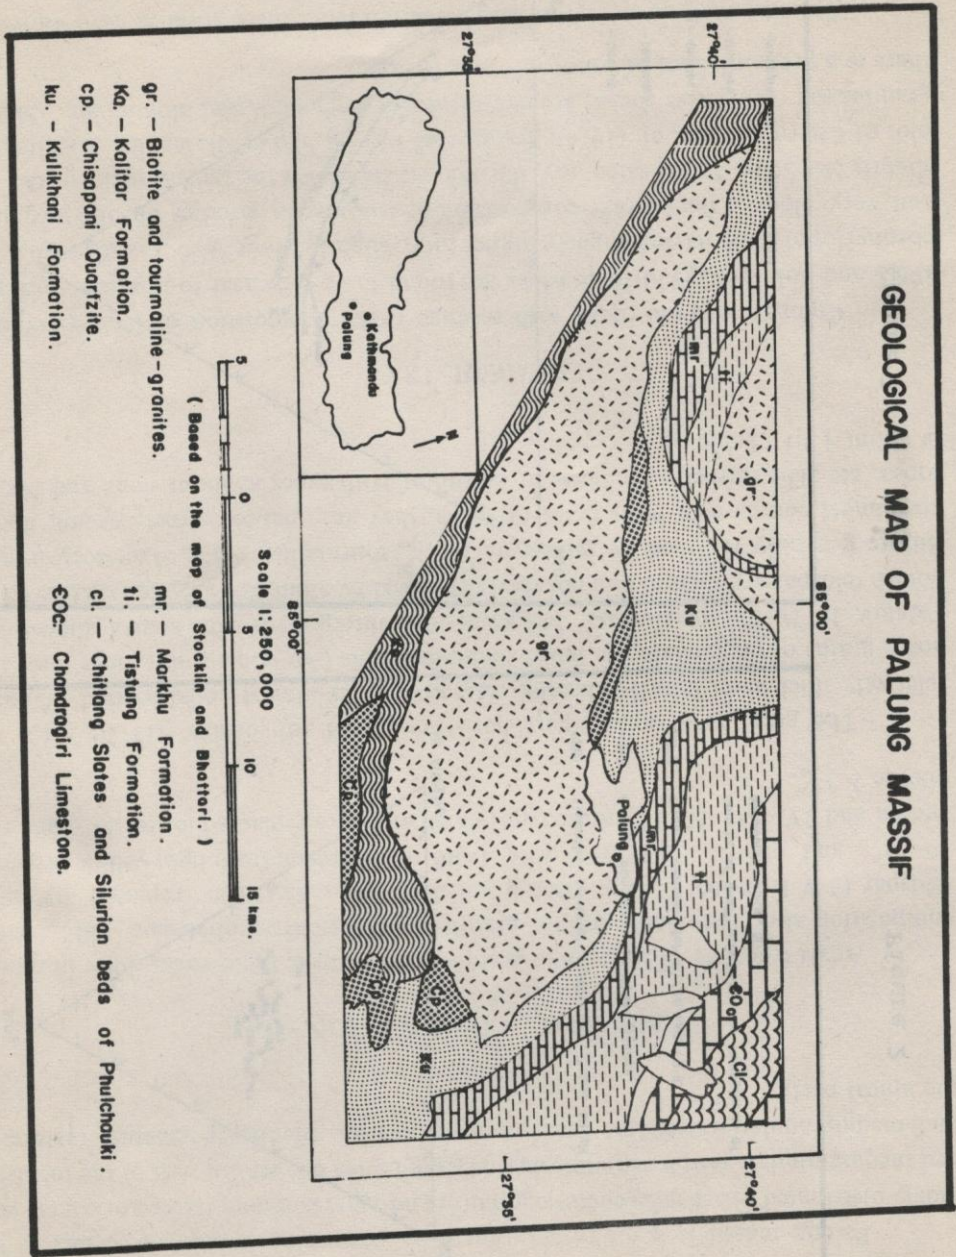 GEOLOGICAL MAP OF PALUNG MASSIF
85°00'
27°40'
27°40'
gr
Cl
€Oc
mr
ti
ti
Ku
mr
Palung
gr
Ku
Cp
Ka
Cp
Cp
27°35'
27°35'
85°00'
N
Kathmandu
Palung
Scale 1:250,000
5 0 5 10 15 kms.
( Based on the map of Stocklin and Bhattari. )
gr. — Biotite and tourmaline-granites.
Ka. — Kalitar Formation.
cp. — Chisapani Quartzite.
ku. — Kulikhani Formation.
mr. — Markhu Formation.
ti. — Tistung Formation.
cl. — Chitlang Slates and Silurian beds of Phulchouki.
€Oc:- Chandragiri Limestone.